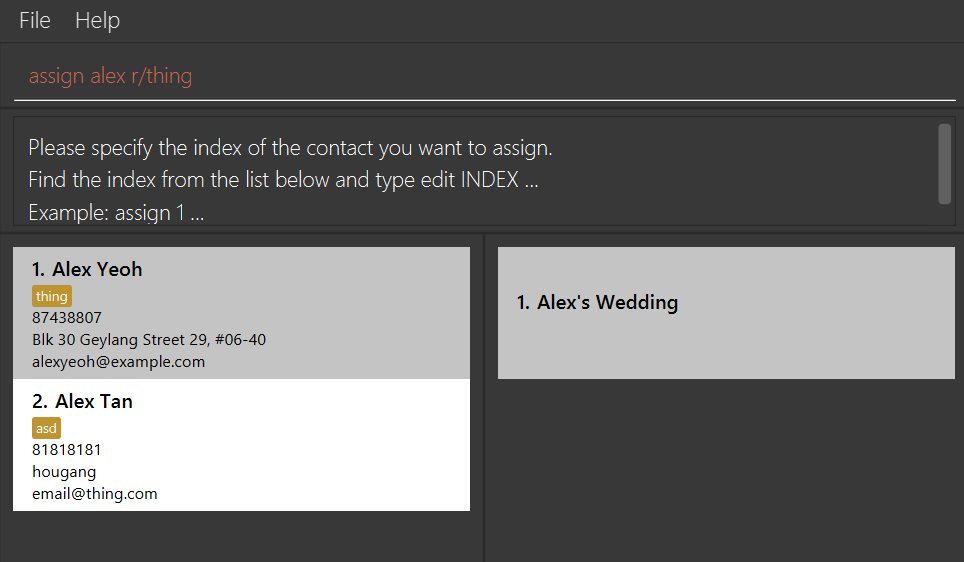 File Help
assign alex r/thing
Please specify the index of the contact you want to assign.
Find the index from the list below and type edit INDEX ...
Example: assign 1 ...
1. Alex Yeoh
thing
87438807
Blk 30 Geylang Street 29, #06-40
alexyeoh@example.com
2. Alex Tan
asd
81818181
hougang
email@thing.com
1. Alex's Wedding